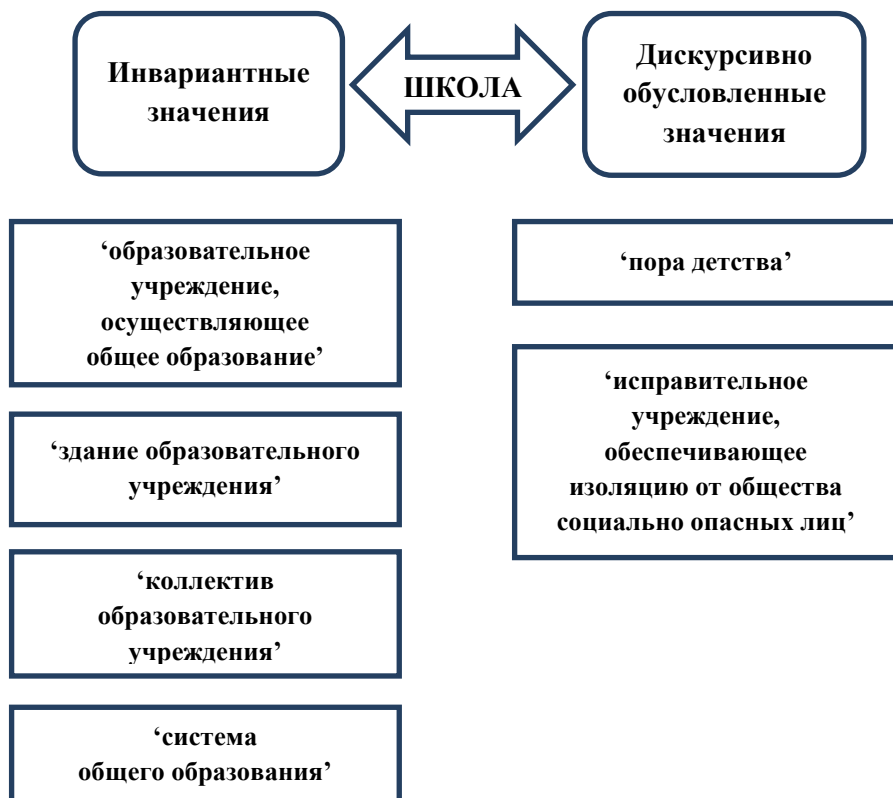 Инвариантные
значения
ШКОЛА
Дискурсивно
обусловленные
значения
‘образовательное
учреждение,
осуществляющее
общее образование’
‘здание образовательного
учреждения’
‘коллектив
образовательного
учреждения’
‘система
общего образования’
‘пора детства’
‘исправительное
учреждение,
обеспечивающее
изоляцию от общества
социально опасных лиц’